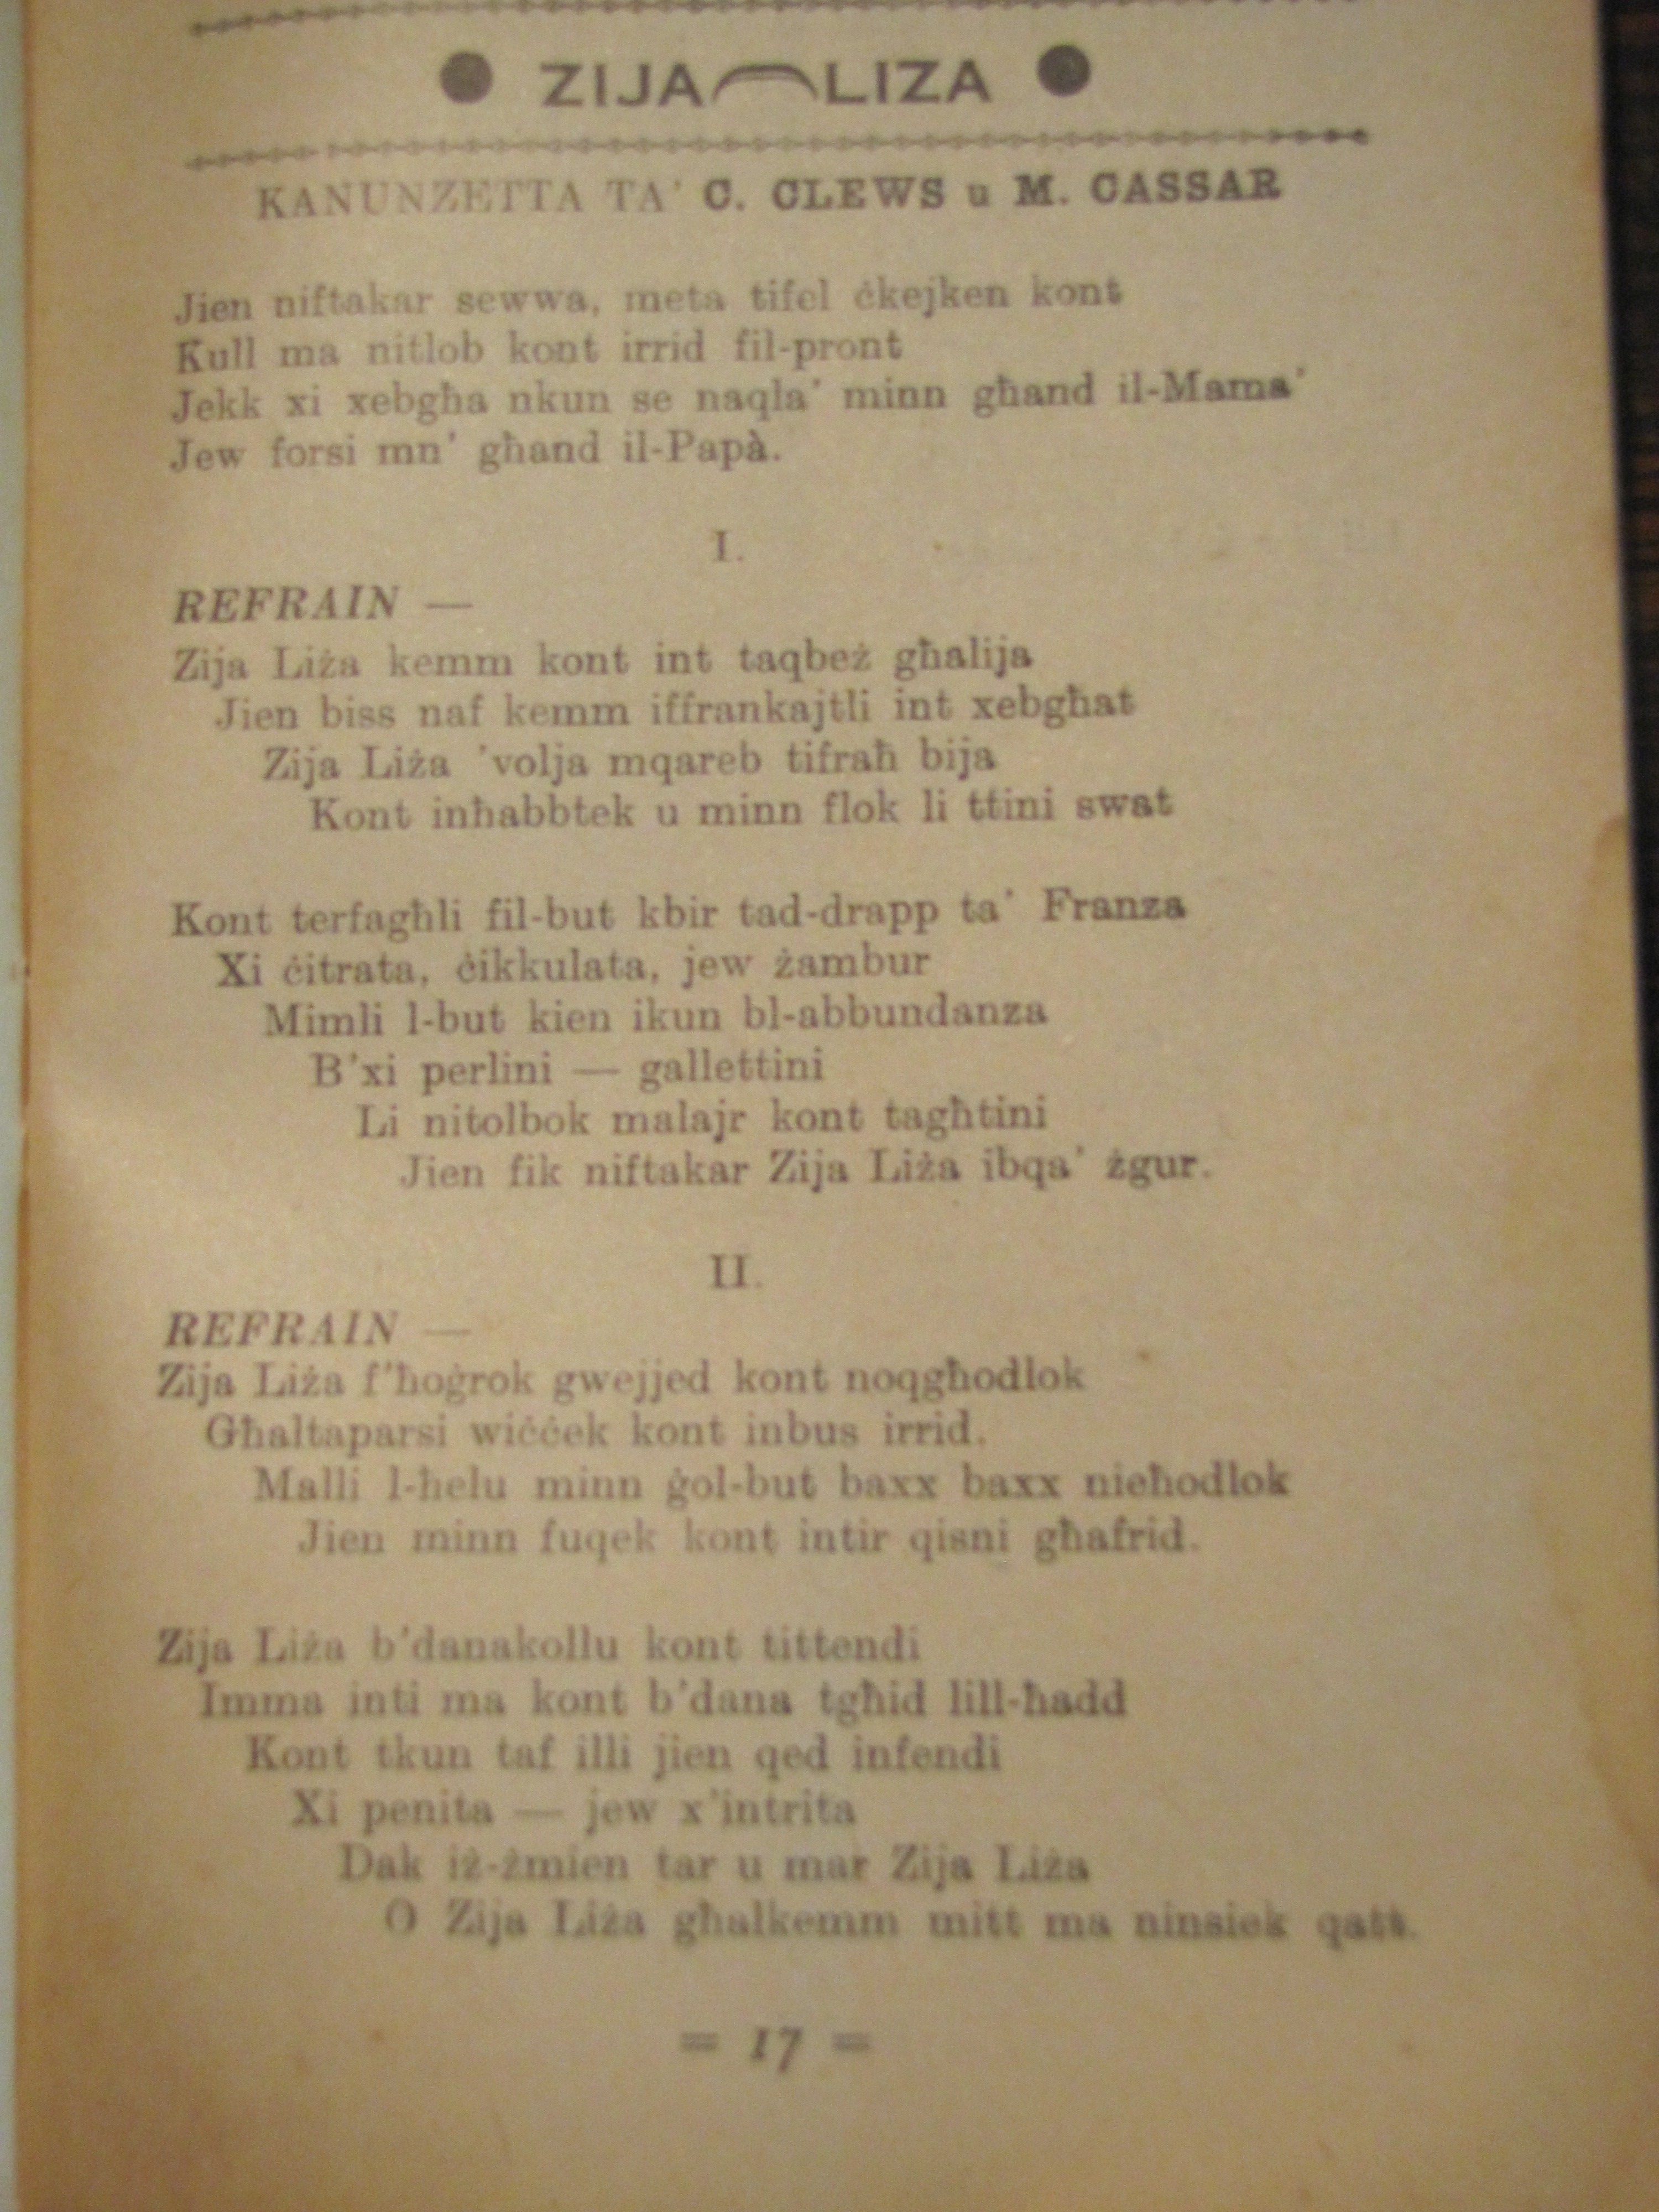 ZIJA LIZA
KANUNZETTA TA' C. CLEWS u M. CASSAR
Jien niftakar sewwa, meta tifel ċkejken kont
Kull ma nitlob kont irrid fil-pront
Jekk xi xebgħa nkun se naqla' minn għand il-Mama'
Jew forsi mn' għand il-Papà.
I.
REFRAIN —
Zija Liża kemm kont int taqbeż għalija
Jien biss naf kemm iffrankajtli int xebgħat
Zija Liża 'volja mqareb tifraħ bija
Kont inħabbtek u minn flok li ttini swat
Kont terfagħli fil-but kbir tad-drapp ta' Franza
Xi ċitrata, ċikkulata, jew żambur
Mimli l-but kien ikun bl-abbundanza
B'xi perlini — gallettini
Li nitolbok malajr kont tagħtini
Jien fik niftakar Zija Liża ibqa' żgur.
II.
REFRAIN —
Zija Liża f'ħoġrok gwejjed kont noqgħodlok
Għaltaparsi wiċċek kont inbus irrid.
Malli l-ħelu minn ġol-but baxx baxx nieħodlok
Jien minn fuqek kont intir qisni għafrid.
Zija Liża b'danakollu kont tittendi
Imma inti ma kont b'dana tgħid lill-ħadd
Kont tkun taf illi jien qed infendi
Xi penita — jew x'intrita
Dak iż-żmien tar u mar Zija Liża
O Zija Liża għalkemm mitt ma ninsiek qatt.
= 17 =